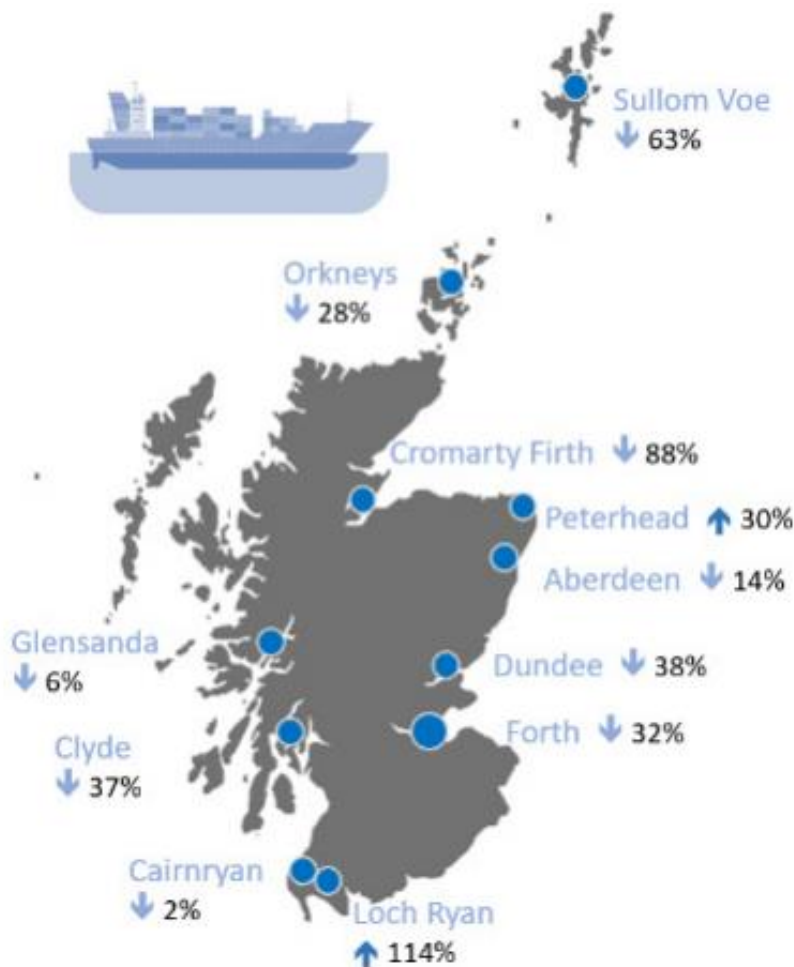 Sullom Voe
↓ 63%
Orkneys
↓ 28%
Cromarty Firth ↓ 88%
Peterhead ↑ 30%
Aberdeen ↓ 14%
Glensanda
↓ 6%
Dundee ↓ 38%
Forth ↓ 32%
Clyde
↓ 37%
Cairnryan
↓ 2%
Loch Ryan
↑ 114%